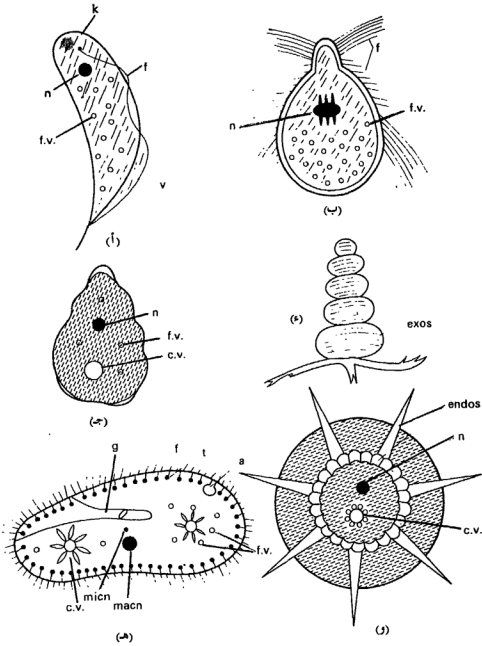 k
f
n
f.v.
v
(أ)
f
f.v.
n
(ب)
n
f.v.
c.v.
(جـ)
(ء)
exos
endos
n
a
c.v.
(و)
g
f
t
f.v.
c.v.
micn
macn
(هـ)